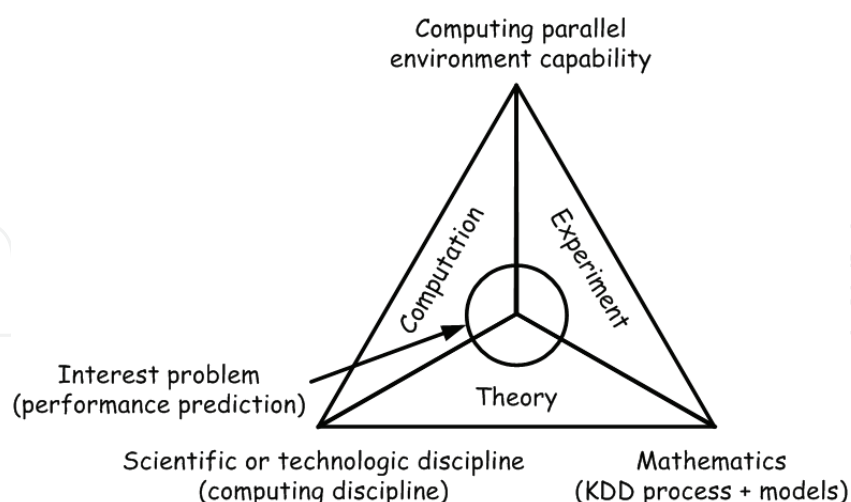 Computing parallel
environment capability
Computation
Experiment
Interest problem
(performance prediction)
Theory
Scientific or technologic discipline
(computing discipline)
Mathematics
(KDD process + models)